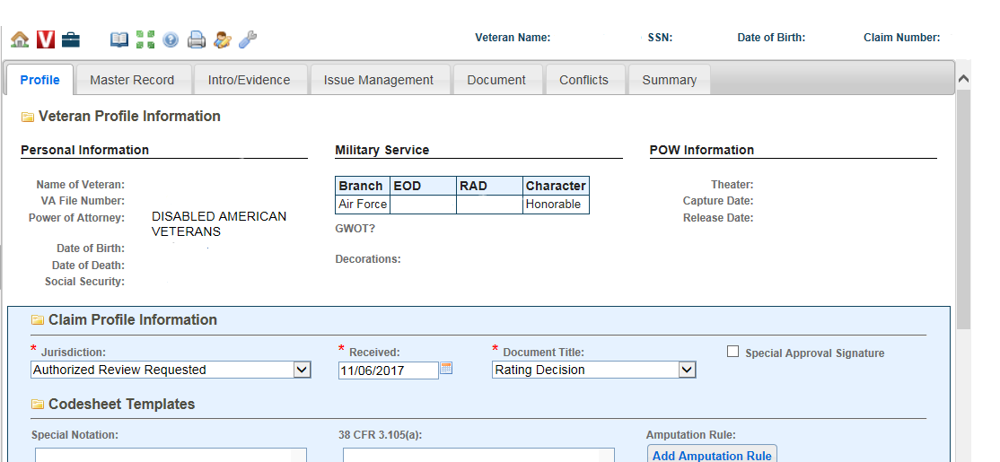 Veteran Name: SSN: Date of Birth: Claim Number:
Profile Master Record Intro/Evidence Issue Management Document Conflicts Summary
Veteran Profile Information
Personal Information
Name of Veteran:
VA File Number:
Power of Attorney: DISABLED AMERICAN
VETERANS
Date of Birth:
Date of Death:
Social Security:
Military Service
Branch EOD RAD Character
Air Force Honorable
GWOT?
Decorations:
POW Information
Theater:
Capture Date:
Release Date:
Claim Profile Information
* Jurisdiction: * Received: * Document Title: Special Approval Signature
Authorized Review Requested 11/06/2017 Rating Decision
Codesheet Templates
Special Notation: 38 CFR 3.105(a): Amputation Rule:
Add Amputation Rule